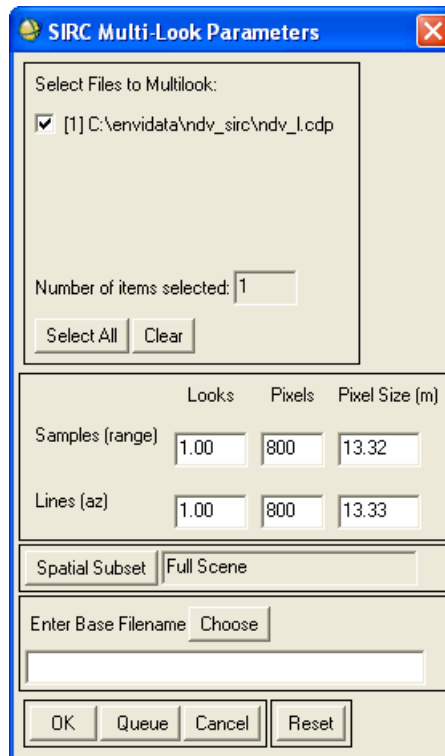 SIRC Multi-Look Parameters
Select Files to Multilook:
[1] C:\envidata\ndv_sirc\ndv_l.cdp
Number of items selected: 1
Select All Clear
Looks Pixels Pixel Size (m)
Samples (range) 1.00 800 13.32
Lines (az) 1.00 800 13.33
Spatial Subset Full Scene
Enter Base Filename Choose
OK Queue Cancel Reset